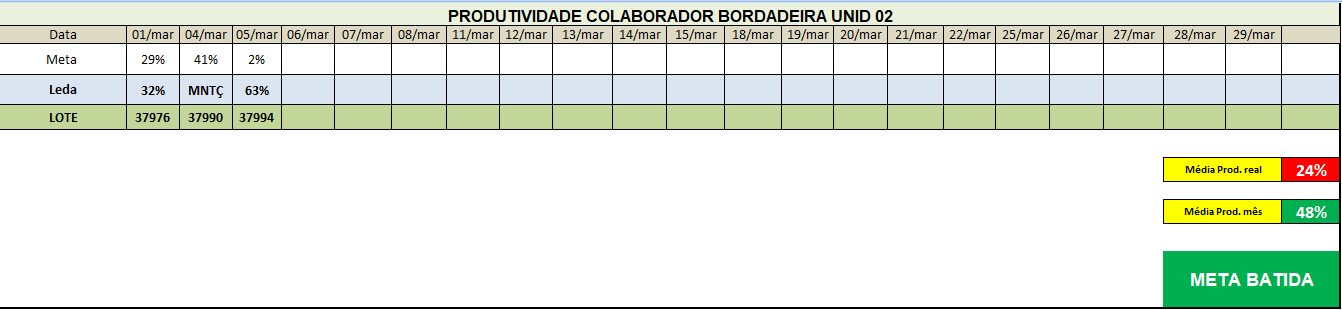 PRODUTIVIDADE COLABORADOR BORDADEIRA UNID 02
Data 01/mar 04/mar 05/mar 06/mar 07/mar 08/mar 11/mar 12/mar 13/mar 14/mar 15/mar 18/mar 19/mar 20/mar 21/mar 22/mar 25/mar 26/mar 27/mar 28/mar 29/mar
Meta 29% 41% 2%
Leda 32% MNTÇ 63%
LOTE 37976 37990 37994
Média Prod. real 24%
Média Prod. mês 48%
META BATIDA